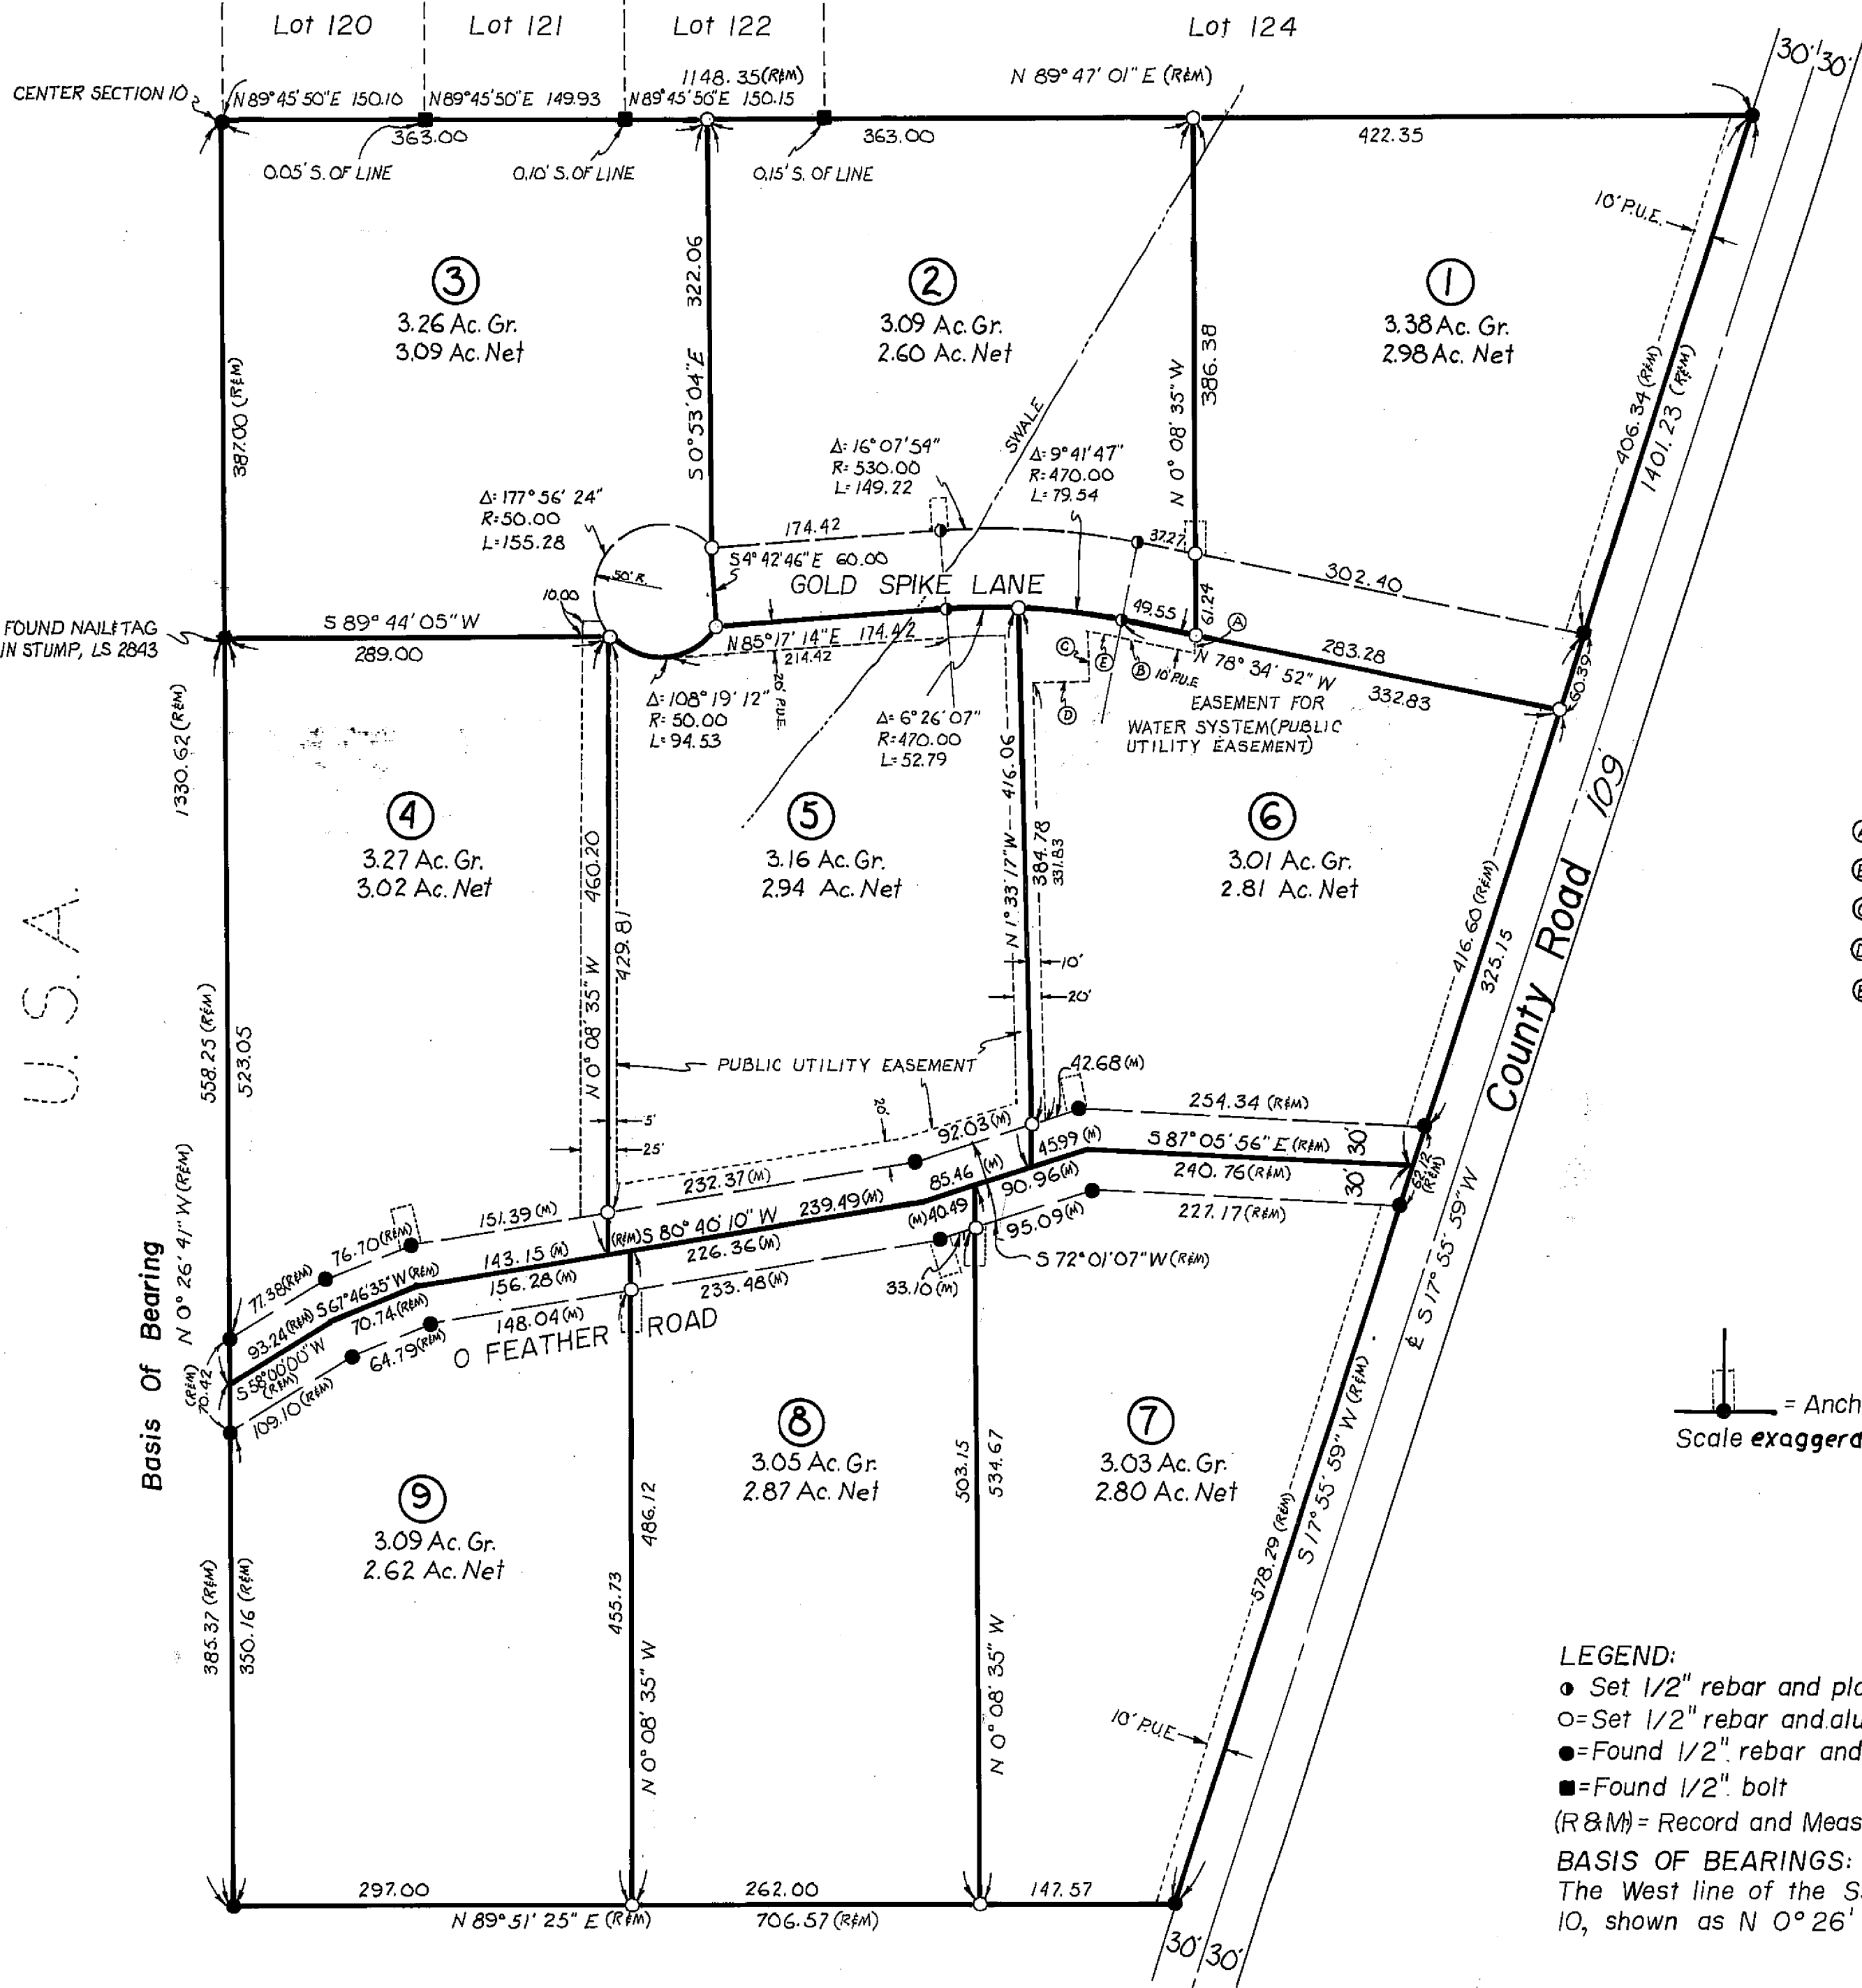 Lot 120
Lot 121
Lot 122
Lot 124
30' 30'
1148.35(R&M)
N 89° 47' 01" E (R&M)
CENTER SECTION 10
N89°45'50"E 150.10
N89°45'50"E 149.93
N89°45'50"E 150.15
363.00
363.00
422.35
0.05' S. OF LINE
0.10' S. OF LINE
0.15' S. OF LINE
10' P.U.E.
322.06
S 0° 53' 04" E
3
3.26 Ac. Gr.
3.09 Ac. Net
2
3.09 Ac. Gr.
2.60 Ac. Net
1
3.38 Ac. Gr.
2.98 Ac. Net
387.00 (R&M)
N 0° 08' 35" W
386.38
406.34 (R&M)
1401.23 (R&M)
SWALE
Δ= 16° 07' 54"
R= 530.00
L= 149.22
Δ= 9° 41' 47"
R= 470.00
L= 79.54
Δ= 177° 56' 24"
R= 50.00
L= 155.28
174.42
37.27
S4° 42' 46" E 60.00
302.40
50' R.
GOLD SPIKE LANE
10.00
49.55
61.24
A
FOUND NAIL & TAG
IN STUMP, LS 2843
S 89° 44' 05" W
289.00
N 85° 17' 14" E 174.42
214.42
20' P.U.E
C
E
B
10' P.U.E
N 78° 34' 52" W
283.28
332.83
60.39
D
EASEMENT FOR
WATER SYSTEM (PUBLIC
UTILITY EASEMENT)
Δ= 108° 19' 12"
R= 50.00
L= 94.53
Δ= 6° 26' 07"
R= 470.00
L= 52.79
1330.62 (R&M)
4
3.27 Ac. Gr.
3.02 Ac. Net
5
3.16 Ac. Gr.
2.94 Ac. Net
6
3.01 Ac. Gr.
2.81 Ac. Net
460.20
429.81
N 0° 08' 35" W
N 1° 33' 17" W 416.06
384.78
331.83
416.60 (R&M)
325.15
County Road 109
U.S.A.
558.25 (R&M)
523.05
10'
20'
PUBLIC UTILITY EASEMENT
42.68 (M)
5'
25'
20'
92.03 (M)
254.34 (R&M)
45.99 (M)
S 87° 05' 56" E (R&M)
30' 30'
240.76 (R&M)
62.12
(R&M)
232.37 (M)
85.46 (M)
90.96 (M)
239.49 (M)
(R&M) S 80° 40' 10" W
226.36 (M)
(M) 40.49
95.09 (M)
227.17 (R&M)
S 72° 01' 07" W (R&M)
33.10 (M)
233.48 (M)
151.39 (M)
76.70 (R&M)
143.15 (M)
156.28 (M)
148.04 (M)
77.38 (R&M)
S67°46'35" W (R&M)
93.24 (R&M)
70.74 (R&M)
S 58°00'00" W
(R&M)
64.79 (R&M)
109.10 (R&M)
(R&M)
70.42
O FEATHER ROAD
Basis Of Bearing
N 0° 26' 41" W (R&M)
℄ S 17° 55' 59" W
= Anch
Scale exaggera
9
3.09 Ac. Gr.
2.62 Ac. Net
8
3.05 Ac. Gr.
2.87 Ac. Net
7
3.03 Ac. Gr.
2.80 Ac. Net
385.37 (R&M)
350.16 (R&M)
486.12
455.73
N 0° 08' 35" W
503.15
534.67
N 0° 08' 35" W
578.29 (R&M)
S 17° 55' 59" W (R&M)
10' P.U.E
297.00
262.00
147.57
N 89° 51' 25" E (R&M)
706.57 (R&M)
30' 30'
LEGEND:
Set 1/2" rebar and pla
=Set 1/2" rebar and alu
=Found 1/2" rebar and
=Found 1/2" bolt
(R & M) = Record and Meas
BASIS OF BEARINGS:
The West line of the S
10, shown as N 0° 26'